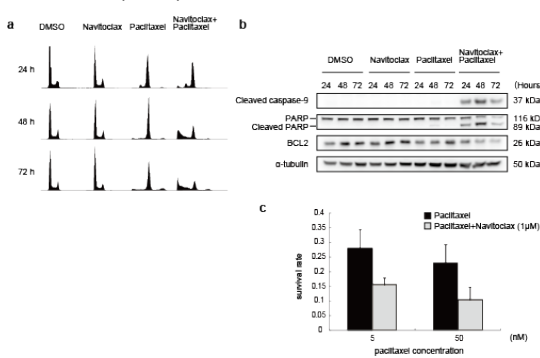 a
DMSO Navitoclax Paclitaxel Navitoclax+
Paclitaxel
24 h
48 h
72 h
b
DMSO Navitoclax Paclitaxel Navitoclax+
Paclitaxel
24 48 72 24 48 72 24 48 72 24 48 72 (Hours
Cleaved caspase-9 37 kDa
PARP 116 kD
Cleaved PARP 89 kDa
BCL2 26 kDa
α-tubulin 50 kDa
c
0.4
0.35
0.3
0.25
0.2
0.15
0.1
0.05
0
survival rate
Paclitaxel
Paclitaxel+Navitoclax (1μM)
5 50 (nM)
paclitaxel concentration